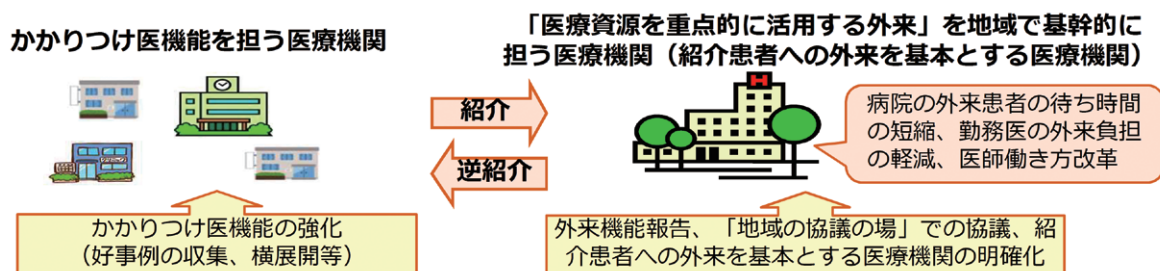 かかりつけ医機能を担う医療機関
「医療資源を重点的に活用する外来」を地域で基幹的に
担う医療機関（紹介患者への外来を基本とする医療機関）
H
紹介
逆紹介
病院の外来患者の待ち時間
の短縮、勤務医の外来負担
の軽減、医師働き方改革
かかりつけ医機能の強化
（好事例の収集、横展開等）
外来機能報告、「地域の協議の場」での協議、紹
介患者への外来を基本とする医療機関の明確化